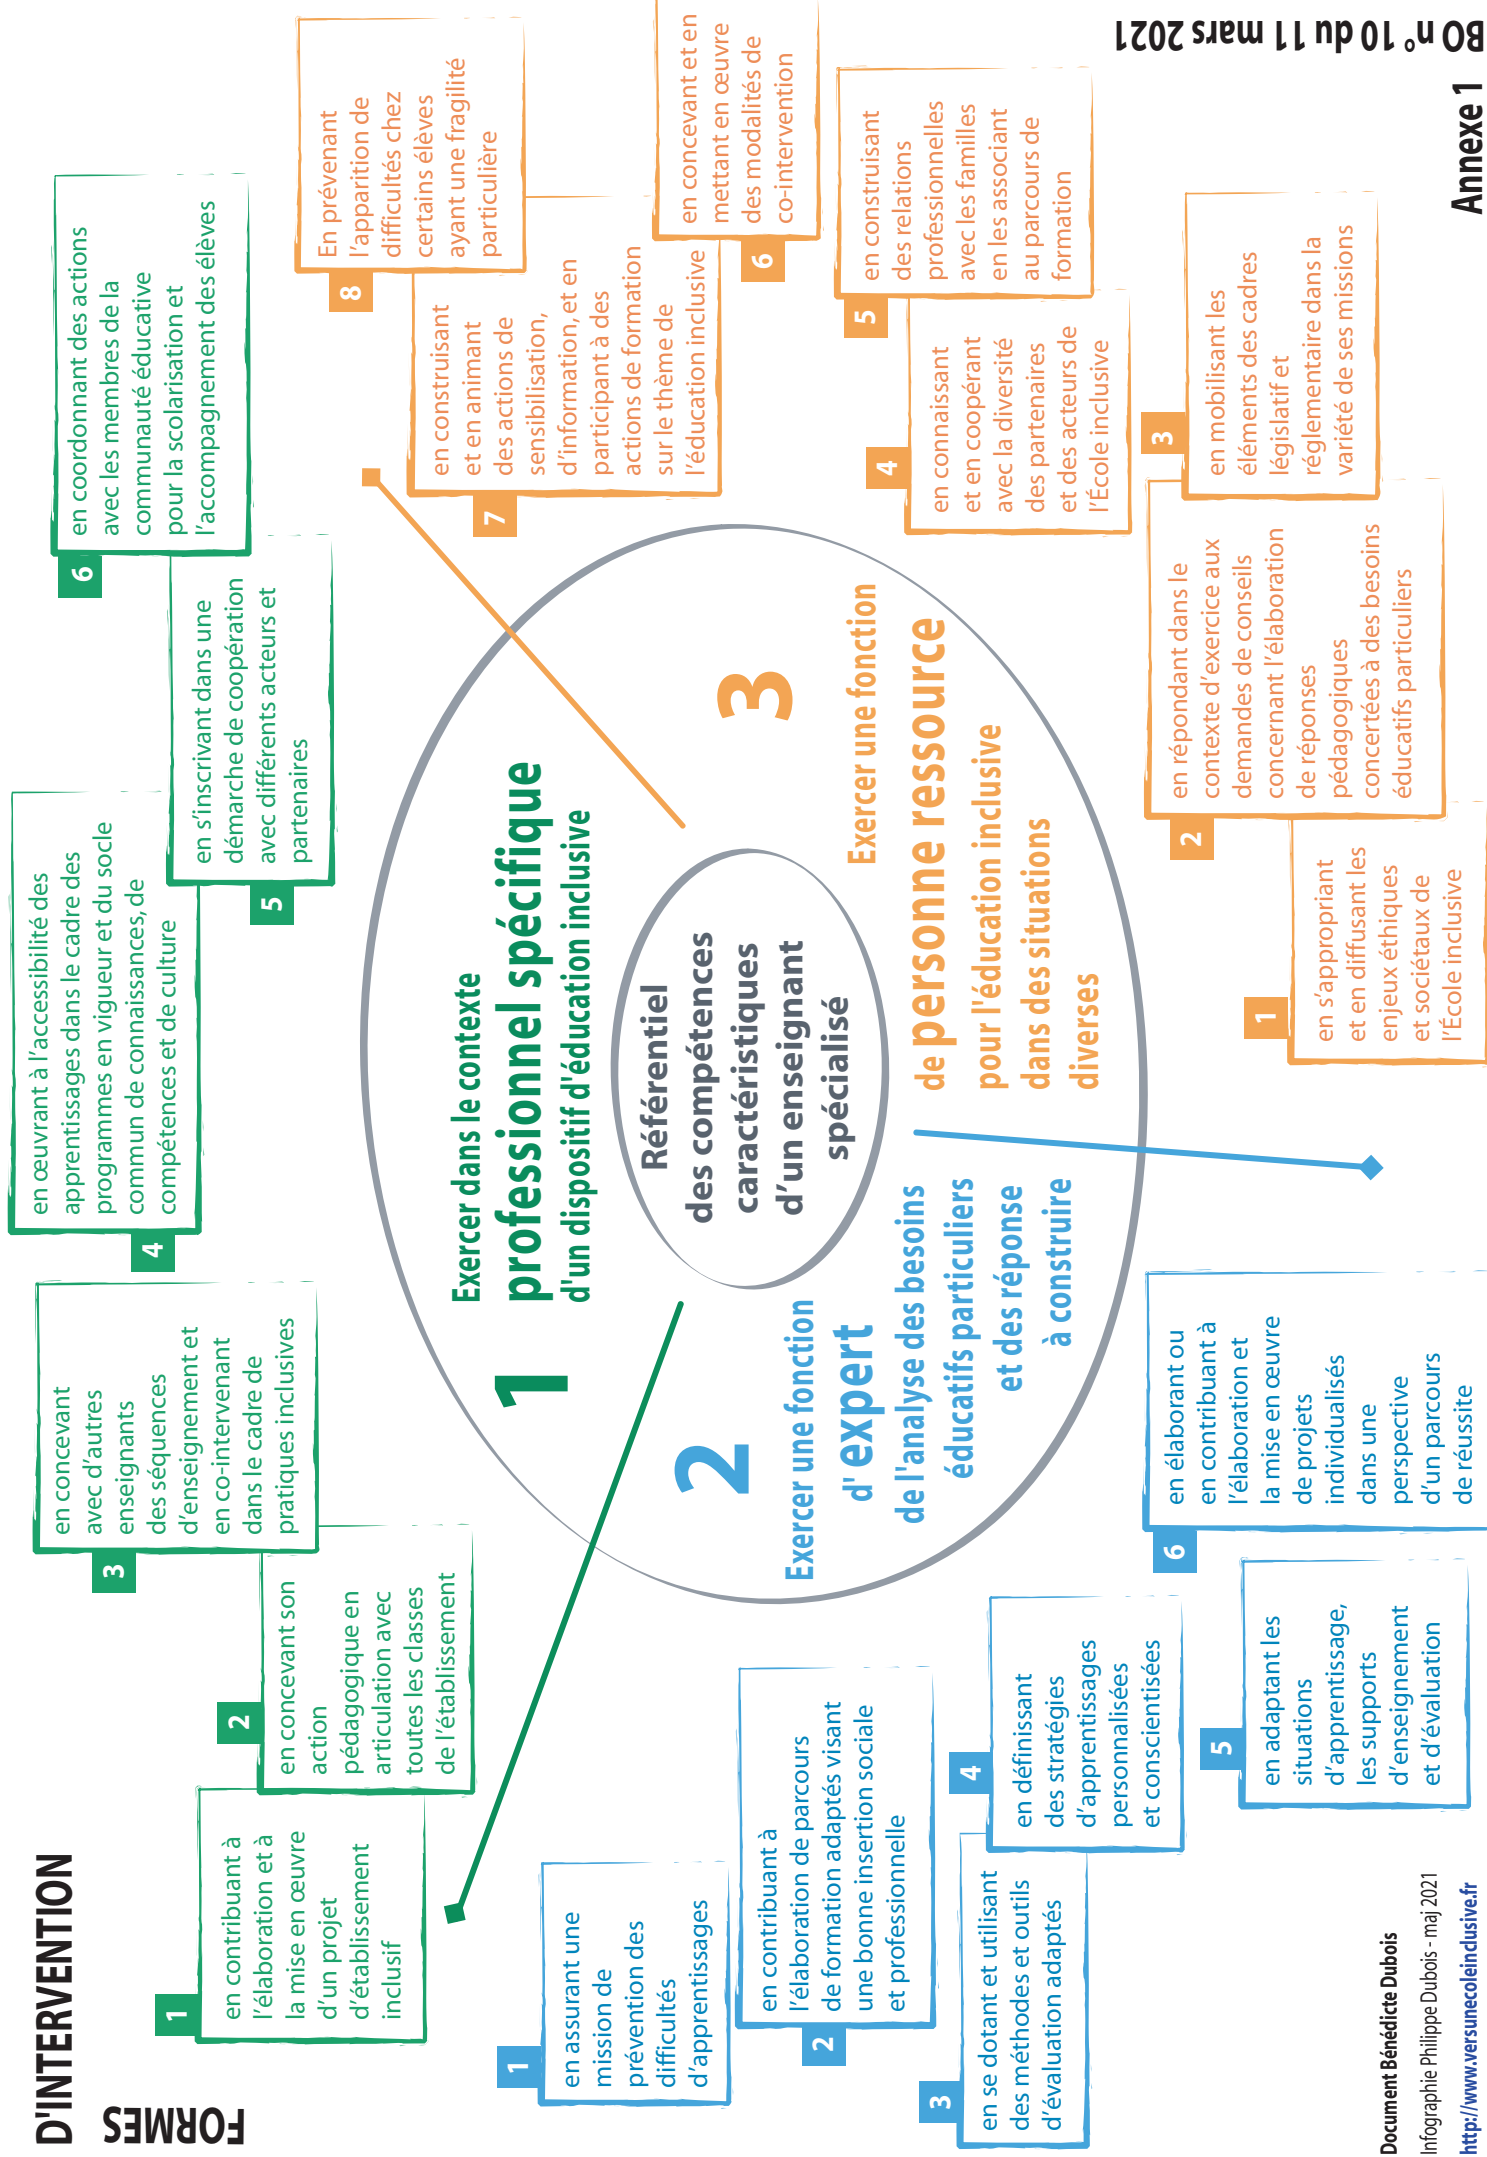 FORMES
D'INTERVENTION
BO n° 10 du 11 mars 2021
Annexe 1
Référentiel
des compétences
caractéristiques
d'un enseignant
spécialisé
1
Exercer dans le contexte
professionnel spécifique
d'un dispositif d'éducation inclusive
1
en contribuant à
l'élaboration et à
la mise en œuvre
d'un projet
d'établissement
inclusif
2
en concevant son
action
pédagogique en
articulation avec
toutes les classes
de l'établissement
3
en concevant
avec d'autres
enseignants
des séquences
d'enseignement et
en co-intervenant
dans le cadre de
pratiques inclusives
4
en œuvrant à l'accessibilité des
apprentissages dans le cadre des
programmes en vigueur et du socle
commun de connaissances, de
compétences et de culture
5
en s'inscrivant dans une
démarche de coopération
avec différents acteurs et
partenaires
6
en coordonnant des actions
avec les membres de la
communauté éducative
pour la scolarisation et
l'accompagnement des élèves
2
Exercer une fonction
d' expert
de l'analyse des besoins
éducatifs particuliers
et des réponse
à construire
1
en assurant une
mission de
prévention des
difficultés
d'apprentissages
2
en contribuant à
l'élaboration de parcours
de formation adaptés visant
une bonne insertion sociale
et professionnelle
3
en se dotant et utilisant
des méthodes et outils
d'évaluation adaptés
4
en définissant
des stratégies
d'apprentissages
personnalisées
et conscientisées
5
en adaptant les
situations
d'apprentissage,
les supports
d'enseignement
et d'évaluation
6
en élaborant ou
en contribuant à
l'élaboration et
la mise en œuvre
de projets
individualisés
dans une
perspective
d'un parcours
de réussite
3
Exercer une fonction
de personne ressource
pour l'éducation inclusive
dans des situations
diverses
1
en s'appropriant
et en diffusant les
enjeux éthiques
et sociétaux de
l'École inclusive
2
en répondant dans le
contexte d'exercice aux
demandes de conseils
concernant l'élaboration
de réponses
pédagogiques
concertées à des besoins
éducatifs particuliers
3
en mobilisant les
éléments des cadres
législatif et
réglementaire dans la
variété de ses missions
4
en connaissant
et en coopérant
avec la diversité
des partenaires
et des acteurs de
l'École inclusive
5
en construisant
des relations
professionnelles
avec les familles
en les associant
au parcours de
formation
6
en concevant et en
mettant en œuvre
des modalités de
co-intervention
7
en construisant
et en animant
des actions de
sensibilisation,
d'information, et en
participant à des
actions de formation
sur le thème de
l'éducation inclusive
8
En prévenant
l'apparition de
difficultés chez
certains élèves
ayant une fragilité
particulière
Document Bénédicte Dubois
Infographie Philippe Dubois - maj 2021
http://www.versunecoleinclusive.fr